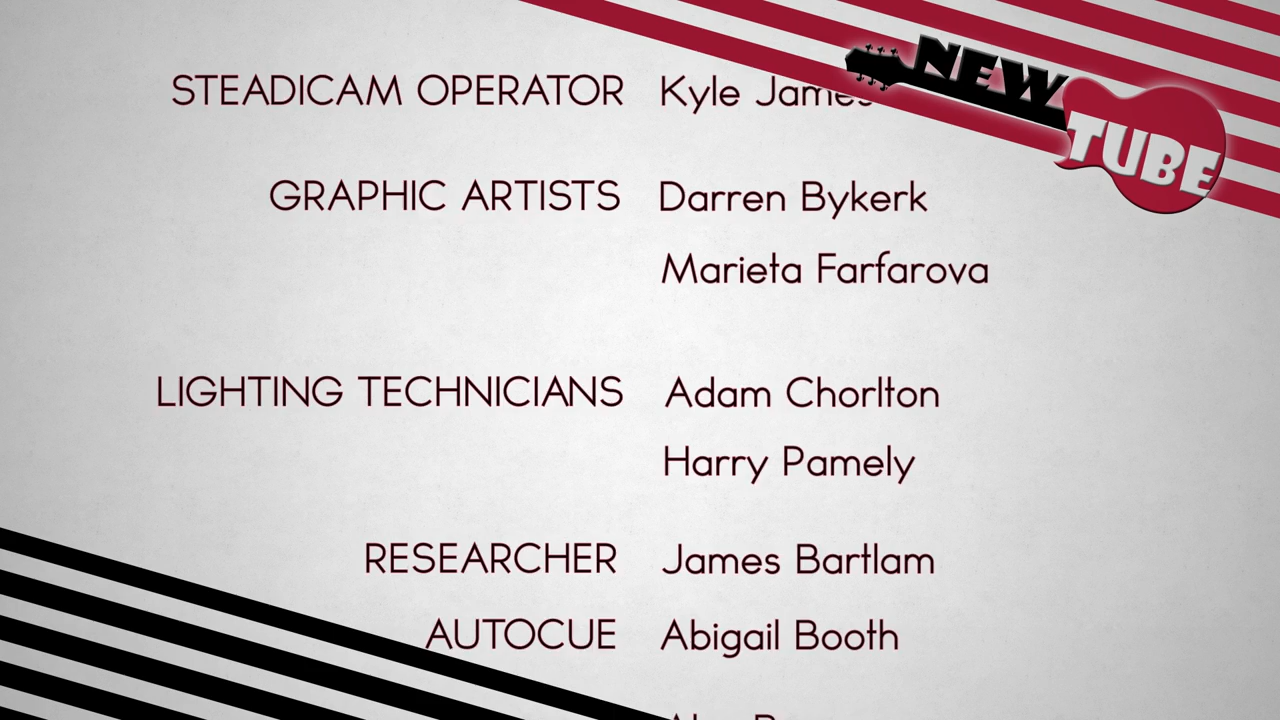 NEW
TUBE
STEADICAM OPERATOR Kyle James
GRAPHIC ARTISTS Darren Bykerk
Marieta Farfarova
LIGHTING TECHNICIANS Adam Chorlton
Harry Pamely
RESEARCHER James Bartlam
AUTOCUE Abigail Booth